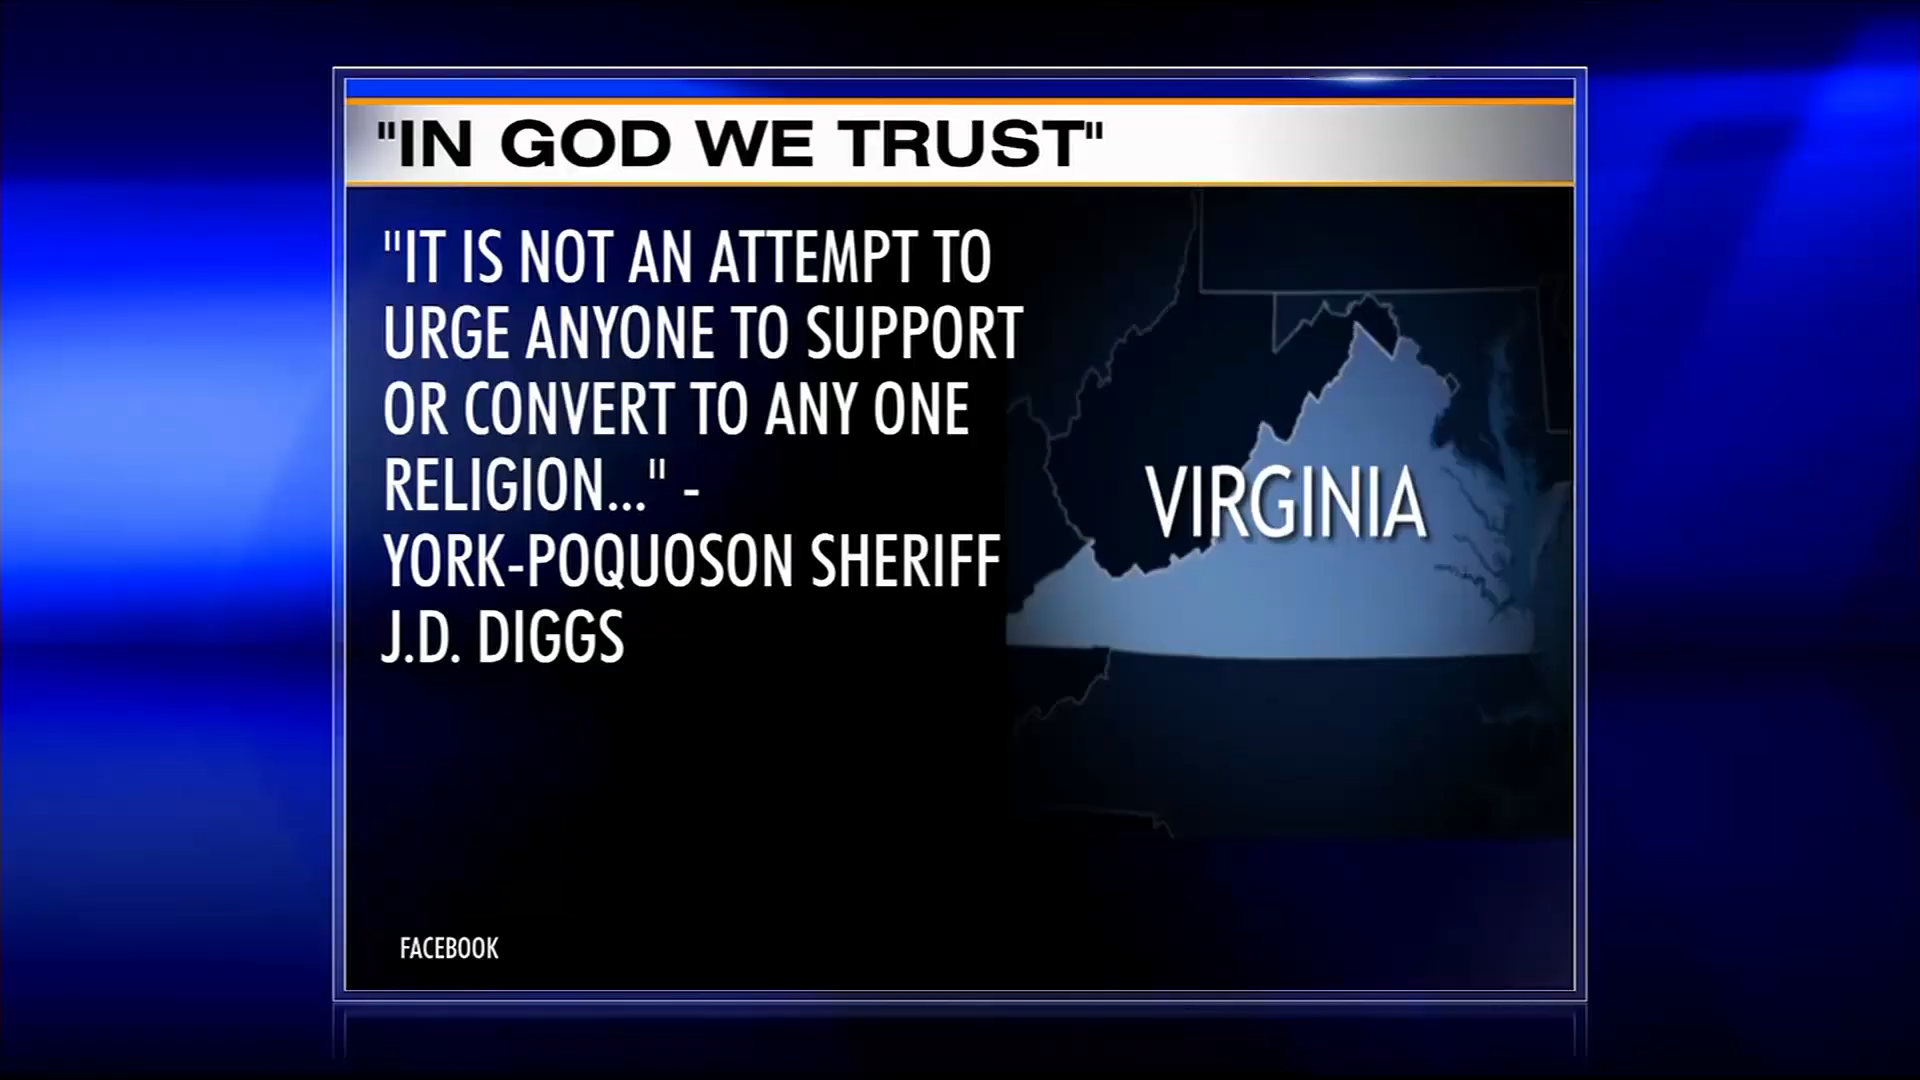 "IN GOD WE TRUST"
"IT IS NOT AN ATTEMPT TO
URGE ANYONE TO SUPPORT
OR CONVERT TO ANY ONE
RELIGION..." -
YORK-POQUOSON SHERIFF
J.D. DIGGS
VIRGINIA
FACEBOOK